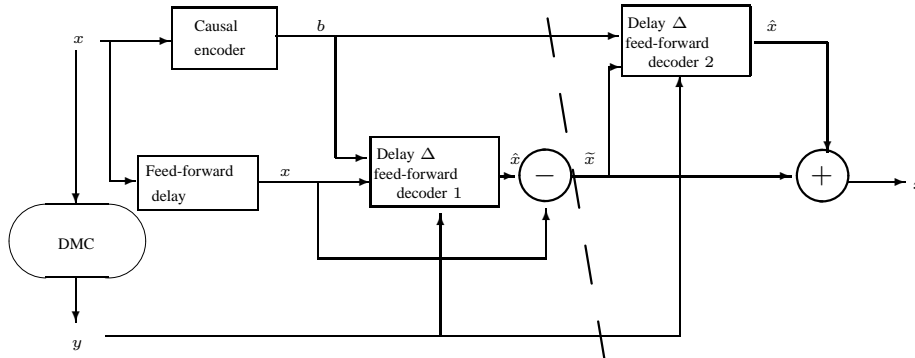 x
Causal
encoder
b
Delay Δ
feed-forward
decoder 2
x̂
Feed-forward
delay
x
Delay Δ
feed-forward
decoder 1
x̂
−
x̃
+
DMC
y